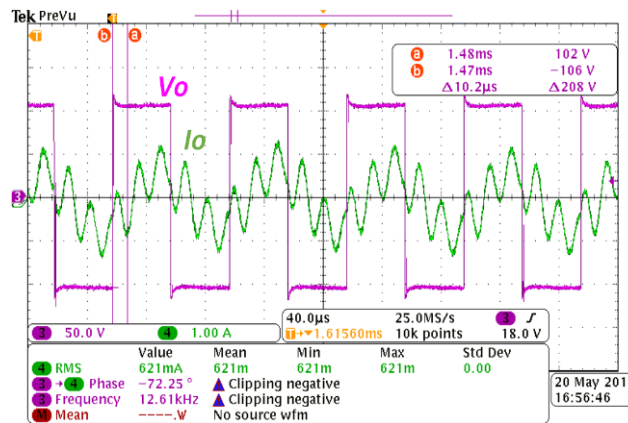 Tek PreVu
T
b a
a 1.48ms 102 V
b 1.47ms −106 V
Δ10.2µs Δ208 V
Vo
Io
3
3 50.0 V 4 1.00 A
40.0µs 25.0MS/s 3
T→▼1.61560ms 10k points 18.0 V
Value Mean Min Max Std Dev
4 RMS 621mA 621m 621m 621m 0.00
3 →4 Phase −72.25° Clipping negative
3 Frequency 12.61kHz Clipping negative
M Mean ----.W No source wfm
20 May 201
16:56:46